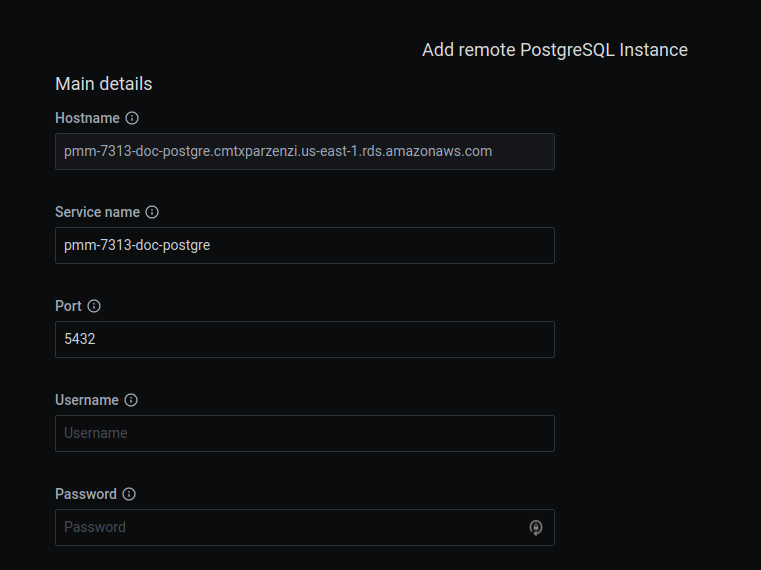 Add remote PostgreSQL Instance
Main details
Hostname
pmm-7313-doc-postgre.cmtxparzenzi.us-east-1.rds.amazonaws.com
Service name
pmm-7313-doc-postgre
Port
5432
Username
Username
Password
Password